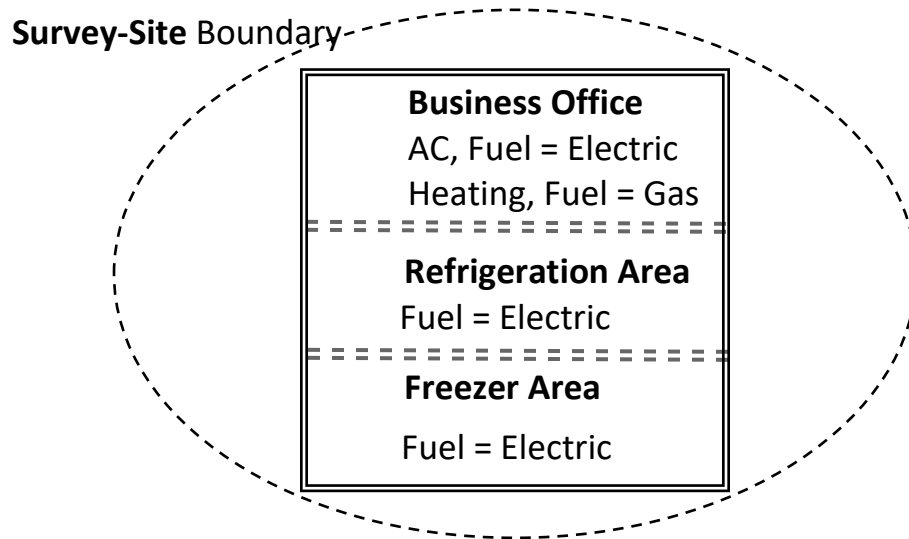 Survey-Site Boundary
Business Office
AC, Fuel = Electric
Heating, Fuel = Gas
Refrigeration Area
Fuel = Electric
Freezer Area
Fuel = Electric